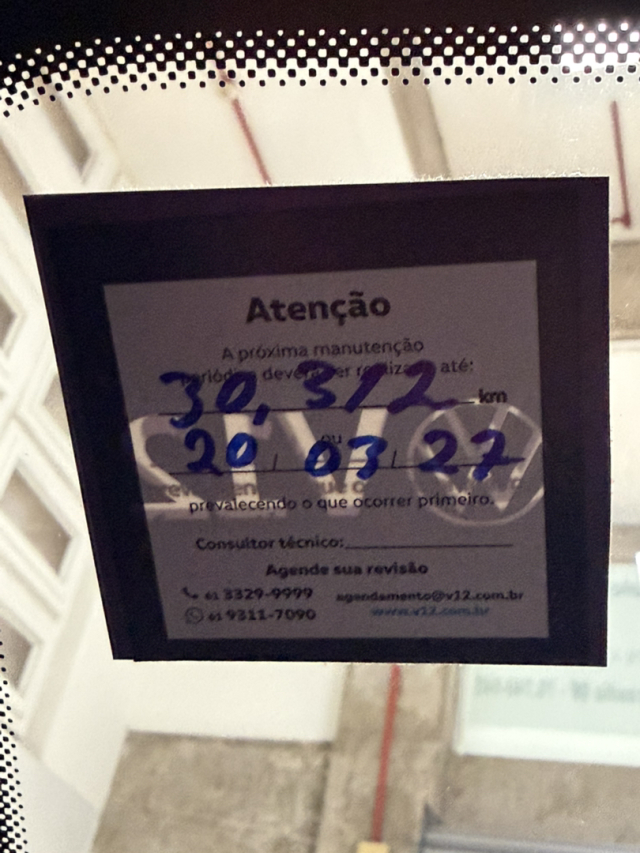 Atenção
A próxima manutenção
periódica deverá ser realizada até:
30,312 km
ou
20 / 03 / 27
prevalecendo o que ocorrer primeiro.
Consultor técnico:
Agende sua revisão
61 3329-9999 agendamento@v12.com.br
61 9311-7090 www.v12.com.br